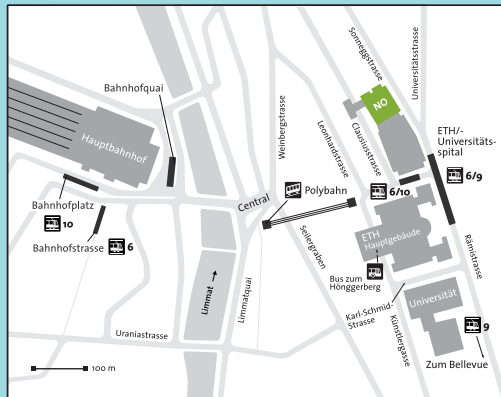 Bahnhofquai
Hauptbahnhof
Bahnhofplatz
10
Bahnhofstrasse
6
Uraniastrasse
100 m
Limmat
Limmatquai
Central
Weinbergstrasse
Polybahn
Seilergraben
Leonhardstrasse
Clausiusstrasse
Sonneggstrasse
NO
Universitätsstrasse
ETH/-
Universitäts-
spital
6/9
6/10
ETH
Hauptgebäude
Bus zum
Hönggerberg
Rämistrasse
Karl-Schmid-
Strasse
Künstlergasse
Universität
9
Zum Bellevue